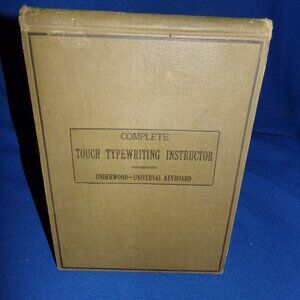 COMPLETE
TOUCH TYPEWRITING INSTRUCTOR
UNDERWOOD–UNIVERSAL KEYBOARD